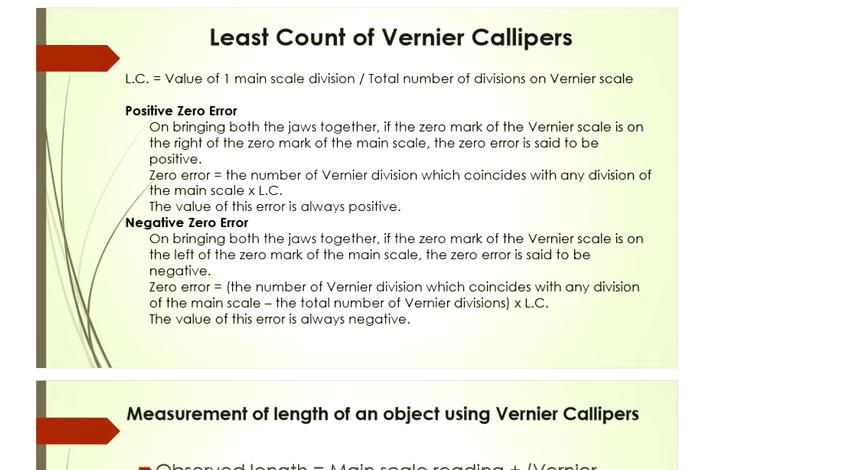 Least Count of Vernier Callipers
L.C. = Value of 1 main scale division / Total number of divisions on Vernier scale
Positive Zero Error
On bringing both the jaws together, if the zero mark of the Vernier scale is on
the right of the zero mark of the main scale, the zero error is said to be
positive.
Zero error = the number of Vernier division which coincides with any division of
the main scale x L.C.
The value of this error is always positive.
Negative Zero Error
On bringing both the jaws together, if the zero mark of the Vernier scale is on
the left of the zero mark of the main scale, the zero error is said to be
negative.
Zero error = (the number of Vernier division which coincides with any division
of the main scale – the total number of Vernier divisions) x L.C.
The value of this error is always negative.
Measurement of length of an object using Vernier Callipers
Observed length = Main scale reading + (Vernier